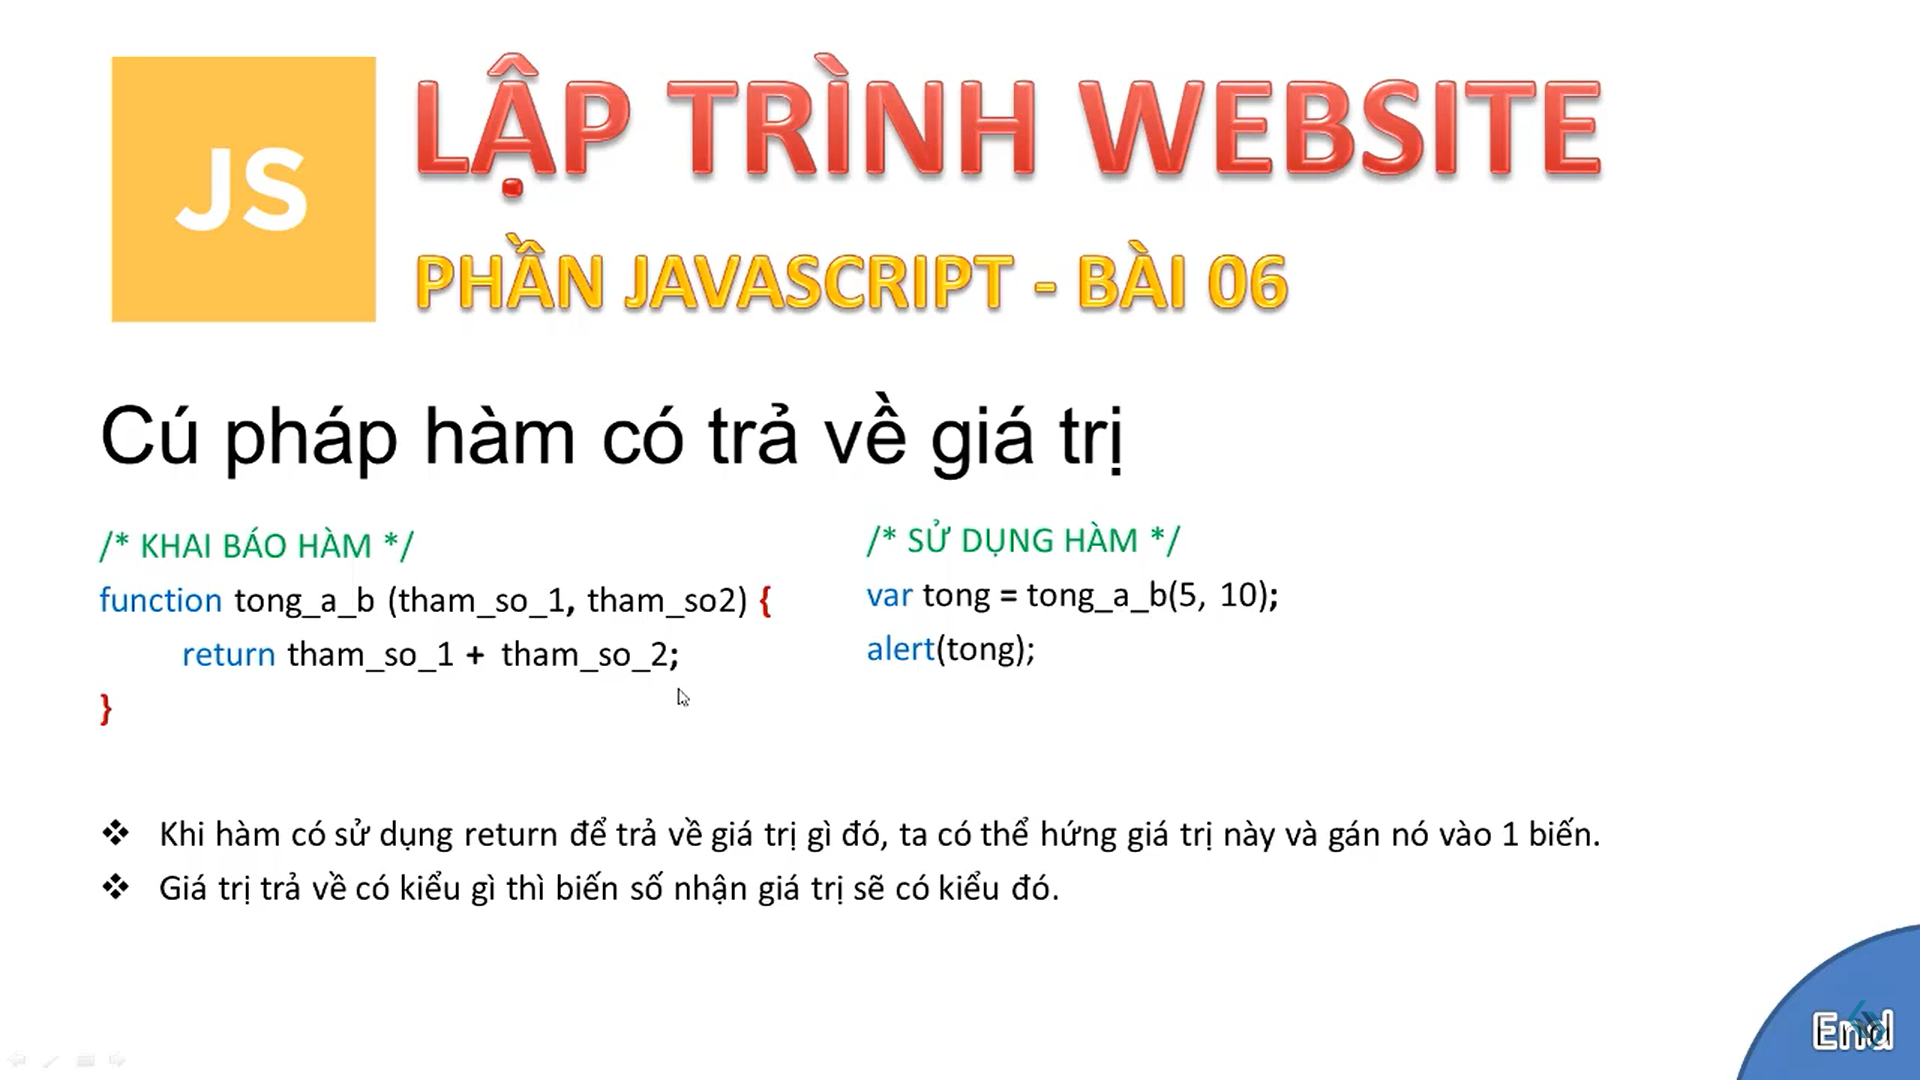 JS
LẬP TRÌNH WEBSITE
PHẦN JAVASCRIPT - BÀI 06
Cú pháp hàm có trả về giá trị
/* KHAI BÁO HÀM */
function tong_a_b (tham_so_1, tham_so2) {
return tham_so_1 + tham_so_2;
}
/* SỬ DỤNG HÀM */
var tong = tong_a_b(5, 10);
alert(tong);
❖ Khi hàm có sử dụng return để trả về giá trị gì đó, ta có thể hứng giá trị này và gán nó vào 1 biến.
❖ Giá trị trả về có kiểu gì thì biến số nhận giá trị sẽ có kiểu đó.
End